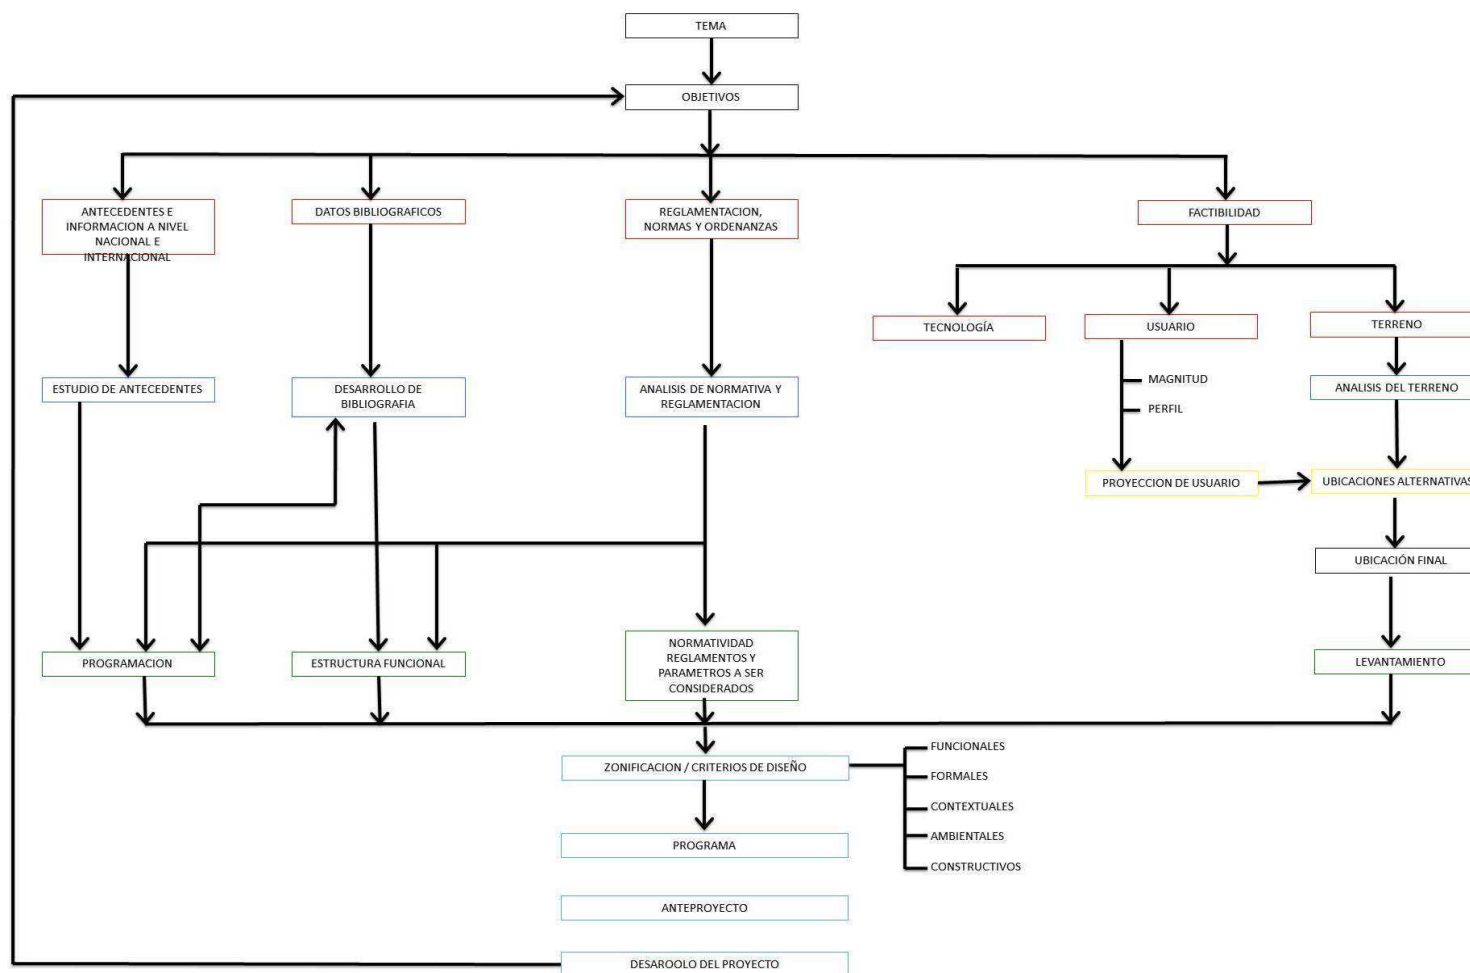 TEMA
OBJETIVOS
ANTECEDENTES E
INFORMACION A NIVEL
NACIONAL E
INTERNACIONAL
DATOS BIBLIOGRAFICOS
REGLAMENTACION,
NORMAS Y ORDENANZAS
FACTIBILIDAD
TECNOLOGÍA
USUARIO
TERRENO
ESTUDIO DE ANTECEDENTES
DESARROLLO DE
BIBLIOGRAFIA
ANALISIS DE NORMATIVA Y
REGLAMENTACION
MAGNITUD
PERFIL
ANALISIS DEL TERRENO
PROYECCION DE USUARIO
UBICACIONES ALTERNATIVAS
UBICACIÓN FINAL
PROGRAMACION
ESTRUCTURA FUNCIONAL
NORMATIVIDAD
REGLAMENTOS Y
PARAMETROS A SER
CONSIDERADOS
LEVANTAMIENTO
ZONIFICACION / CRITERIOS DE DISEÑO
FUNCIONALES
FORMALES
CONTEXTUALES
AMBIENTALES
CONSTRUCTIVOS
PROGRAMA
ANTEPROYECTO
DESAROOLO DEL PROYECTO